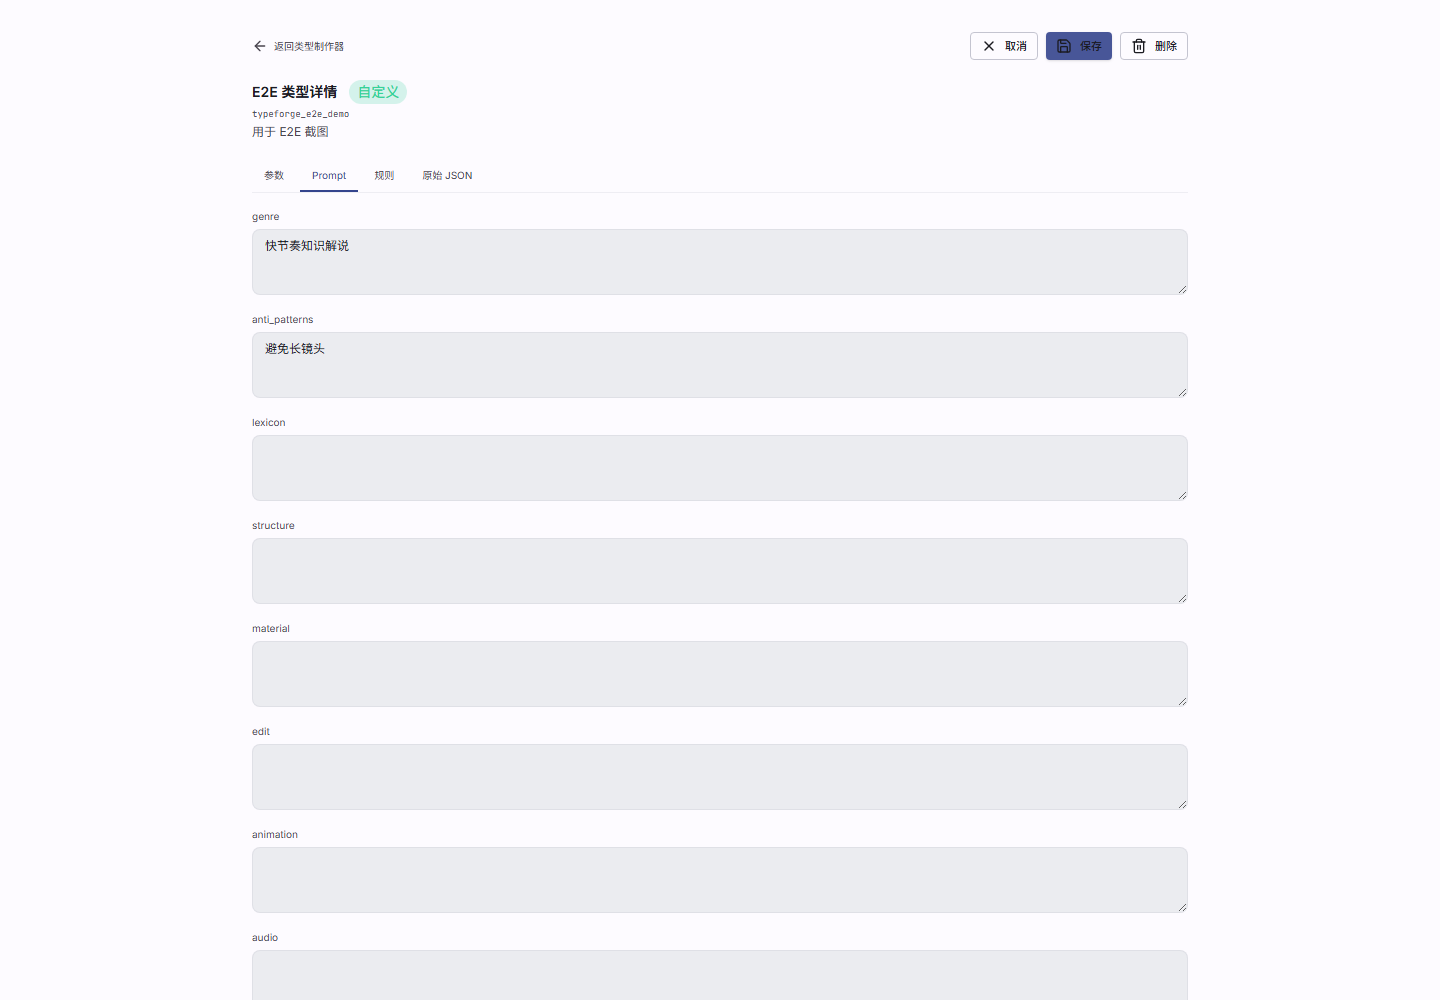 返回类型制作器
取消
保存
删除
E2E 类型详情
自定义
typeforge_e2e_demo
用于 E2E 截图
参数
Prompt
规则
原始 JSON
genre
快节奏知识解说
anti_patterns
避免长镜头
lexicon
structure
material
edit
animation
audio